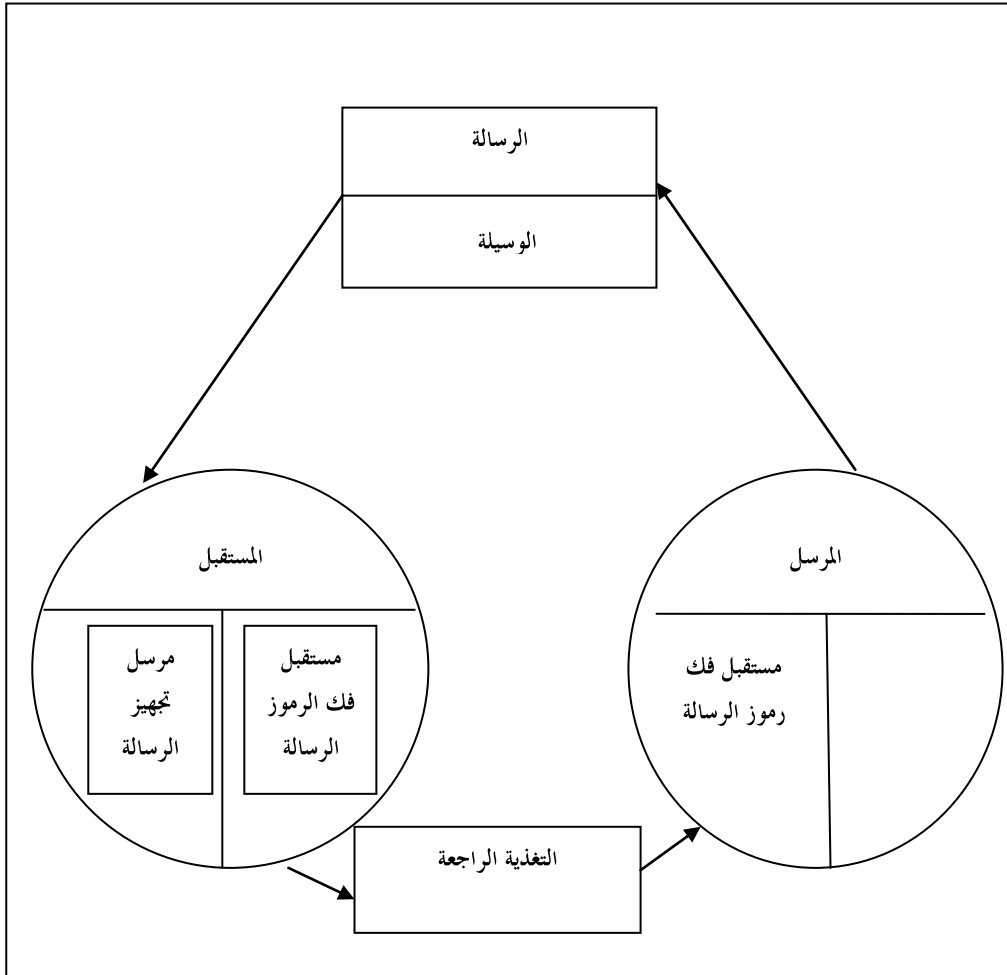 الرسالة
الوسيلة
المرسل
مستقبل فك
رموز الرسالة
المستقبل
مستقبل
فك الرموز
الرسالة
مرسل
تجهيز
الرسالة
التغذية الراجعة